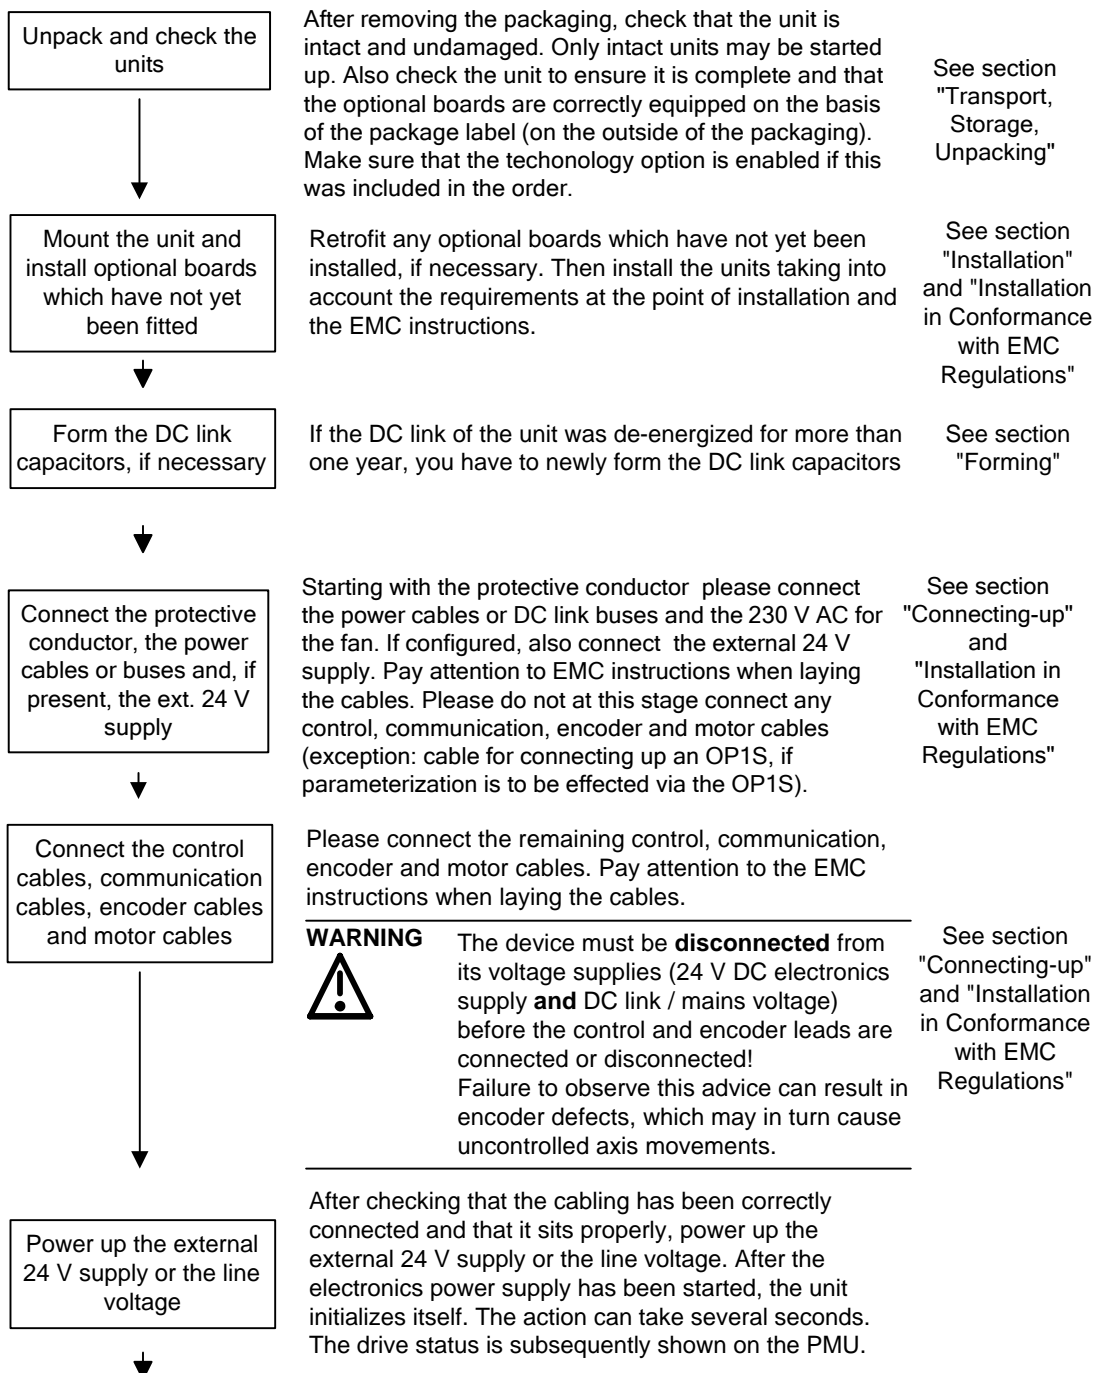 Unpack and check the
units
After removing the packaging, check that the unit is
intact and undamaged. Only intact units may be started
up. Also check the unit to ensure it is complete and that
the optional boards are correctly equipped on the basis
of the package label (on the outside of the packaging).
Make sure that the techonology option is enabled if this
was included in the order.
See section
"Transport,
Storage,
Unpacking"
Mount the unit and
install optional boards
which have not yet
been fitted
Retrofit any optional boards which have not yet been
installed, if necessary. Then install the units taking into
account the requirements at the point of installation and
the EMC instructions.
See section
"Installation"
and "Installation
in Conformance
with EMC
Regulations"
Form the DC link
capacitors, if necessary
If the DC link of the unit was de-energized for more than
one year, you have to newly form the DC link capacitors
See section
"Forming"
Connect the protective
conductor, the power
cables or buses and, if
present, the ext. 24 V
supply
Starting with the protective conductor please connect
the power cables or DC link buses and the 230 V AC for
the fan. If configured, also connect the external 24 V
supply. Pay attention to EMC instructions when laying
the cables. Please do not at this stage connect any
control, communication, encoder and motor cables
(exception: cable for connecting up an OP1S, if
parameterization is to be effected via the OP1S).
See section
"Connecting-up"
and
"Installation in
Conformance
with EMC
Regulations"
Connect the control
cables, communication
cables, encoder cables
and motor cables
Please connect the remaining control, communication,
encoder and motor cables. Pay attention to the EMC
instructions when laying the cables.
WARNING
The device must be disconnected from
its voltage supplies (24 V DC electronics
supply and DC link / mains voltage)
before the control and encoder leads are
connected or disconnected!
Failure to observe this advice can result in
encoder defects, which may in turn cause
uncontrolled axis movements.
See section
"Connecting-up"
and "Installation
in Conformance
with EMC
Regulations"
Power up the external
24 V supply or the line
voltage
After checking that the cabling has been correctly
connected and that it sits properly, power up the
external 24 V supply or the line voltage. After the
electronics power supply has been started, the unit
initializes itself. The action can take several seconds.
The drive status is subsequently shown on the PMU.